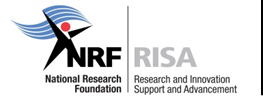 NRF RISA
National Research Research and Innovation
Foundation Support and Advancement